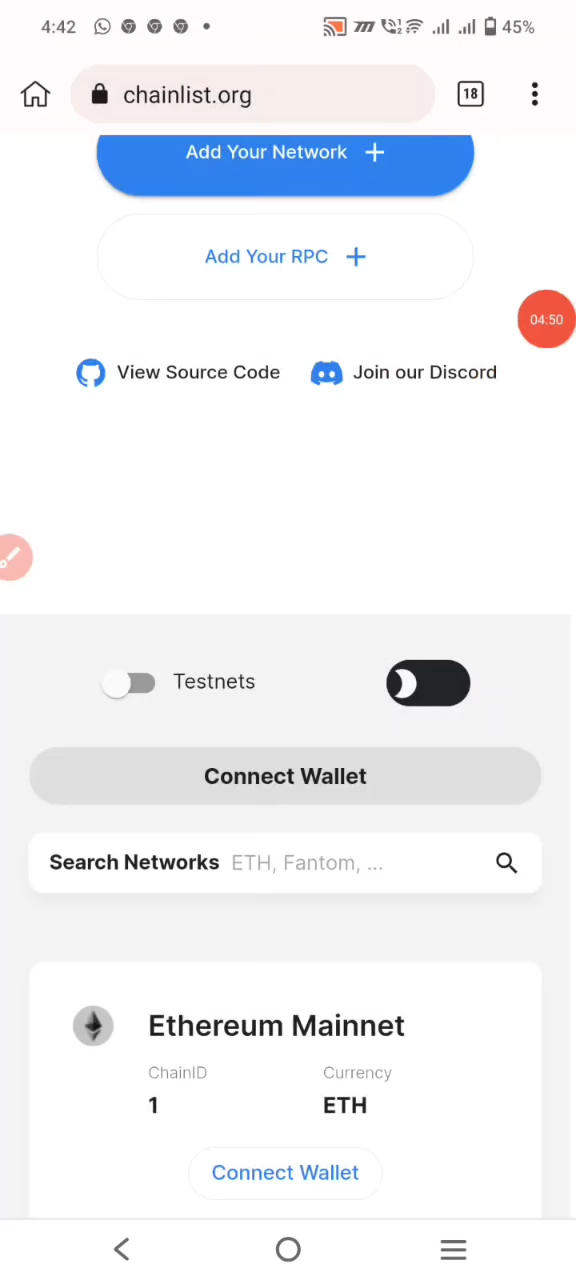 4:42
45%
chainlist.org
18
Add Your Network
Add Your RPC
04:50
View Source Code
Join our Discord
Testnets
Connect Wallet
Search Networks ETH, Fantom, ...
Ethereum Mainnet
ChainID Currency
1 ETH
Connect Wallet